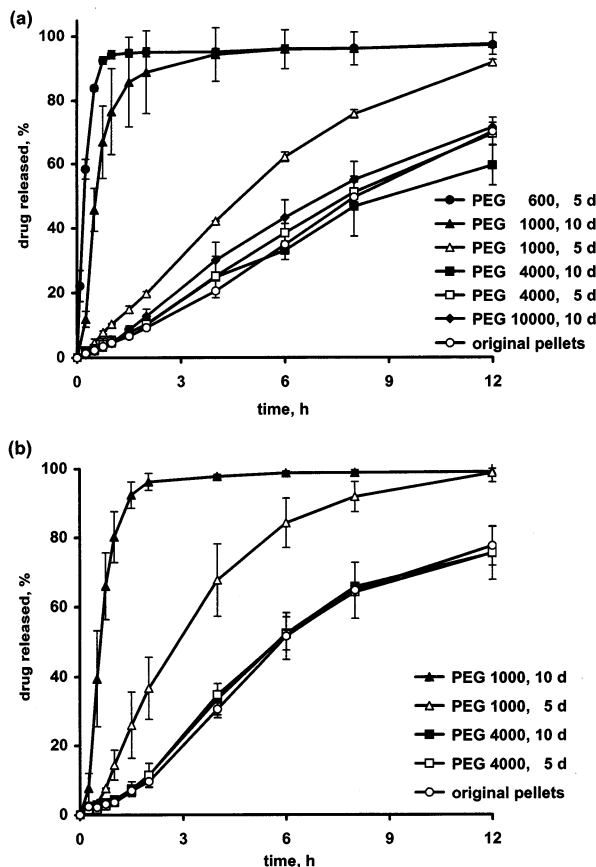 (a)
100
80
60
40
20
0
drug released, %
0 3 6 9 12
time, h
PEG 600, 5 d
PEG 1000, 10 d
PEG 1000, 5 d
PEG 4000, 10 d
PEG 4000, 5 d
PEG 10000, 10 d
original pellets
(b)
100
80
60
40
20
0
drug released, %
0 3 6 9 12
time, h
PEG 1000, 10 d
PEG 1000, 5 d
PEG 4000, 10 d
PEG 4000, 5 d
original pellets